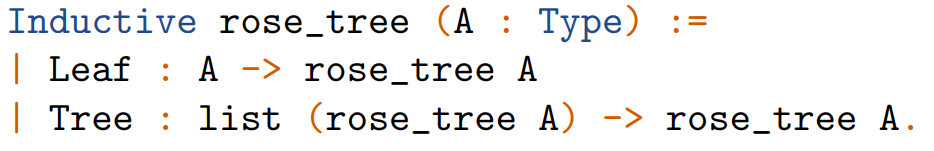 Inductive rose_tree (A : Type) :=
| Leaf : A -> rose_tree A
| Tree : list (rose_tree A) -> rose_tree A.